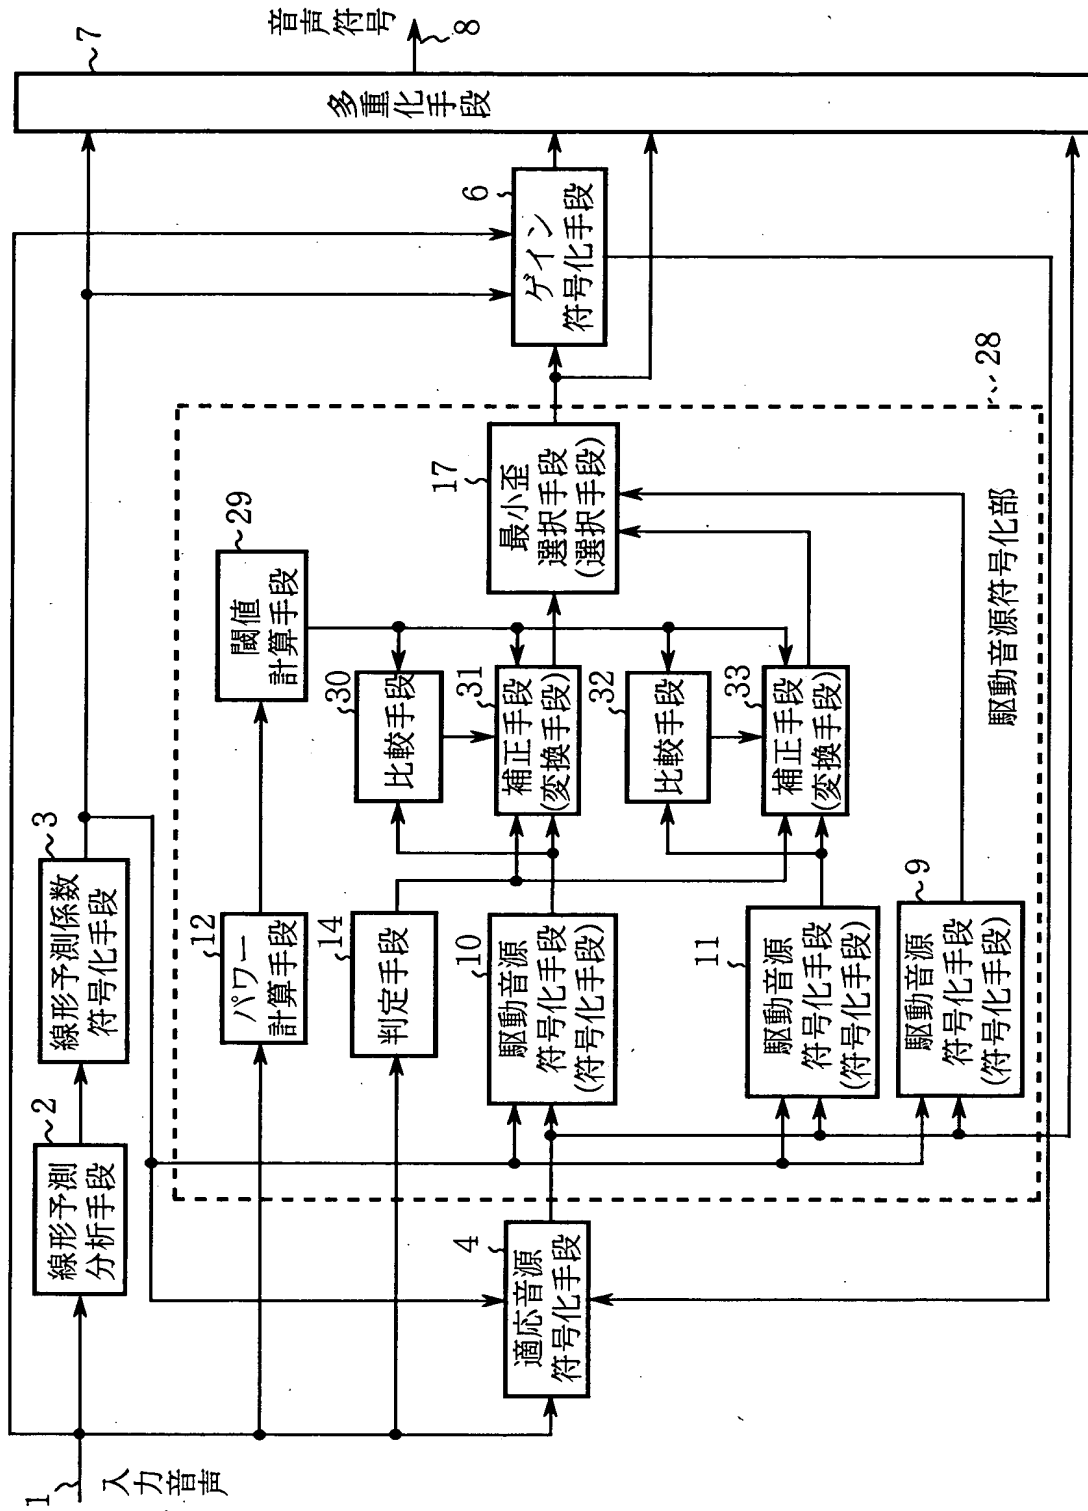 1
入力音声
2
線形予測
分析手段
3
線形予測係数
符号化手段
7
多重化手段
音声符号
8
4
適応音源
符号化手段
12
パワー
計算手段
29
閾値
計算手段
14
判定手段
30
比較手段
10
駆動音源
符号化手段
(符号化手段)
31
補正手段
(変換手段)
17
最小歪
選択手段
(選択手段)
6
ゲイン
符号化手段
32
比較手段
11
駆動音源
符号化手段
(符号化手段)
33
補正手段
(変換手段)
9
駆動音源
符号化手段
(符号化手段)
駆動音源符号化部
28